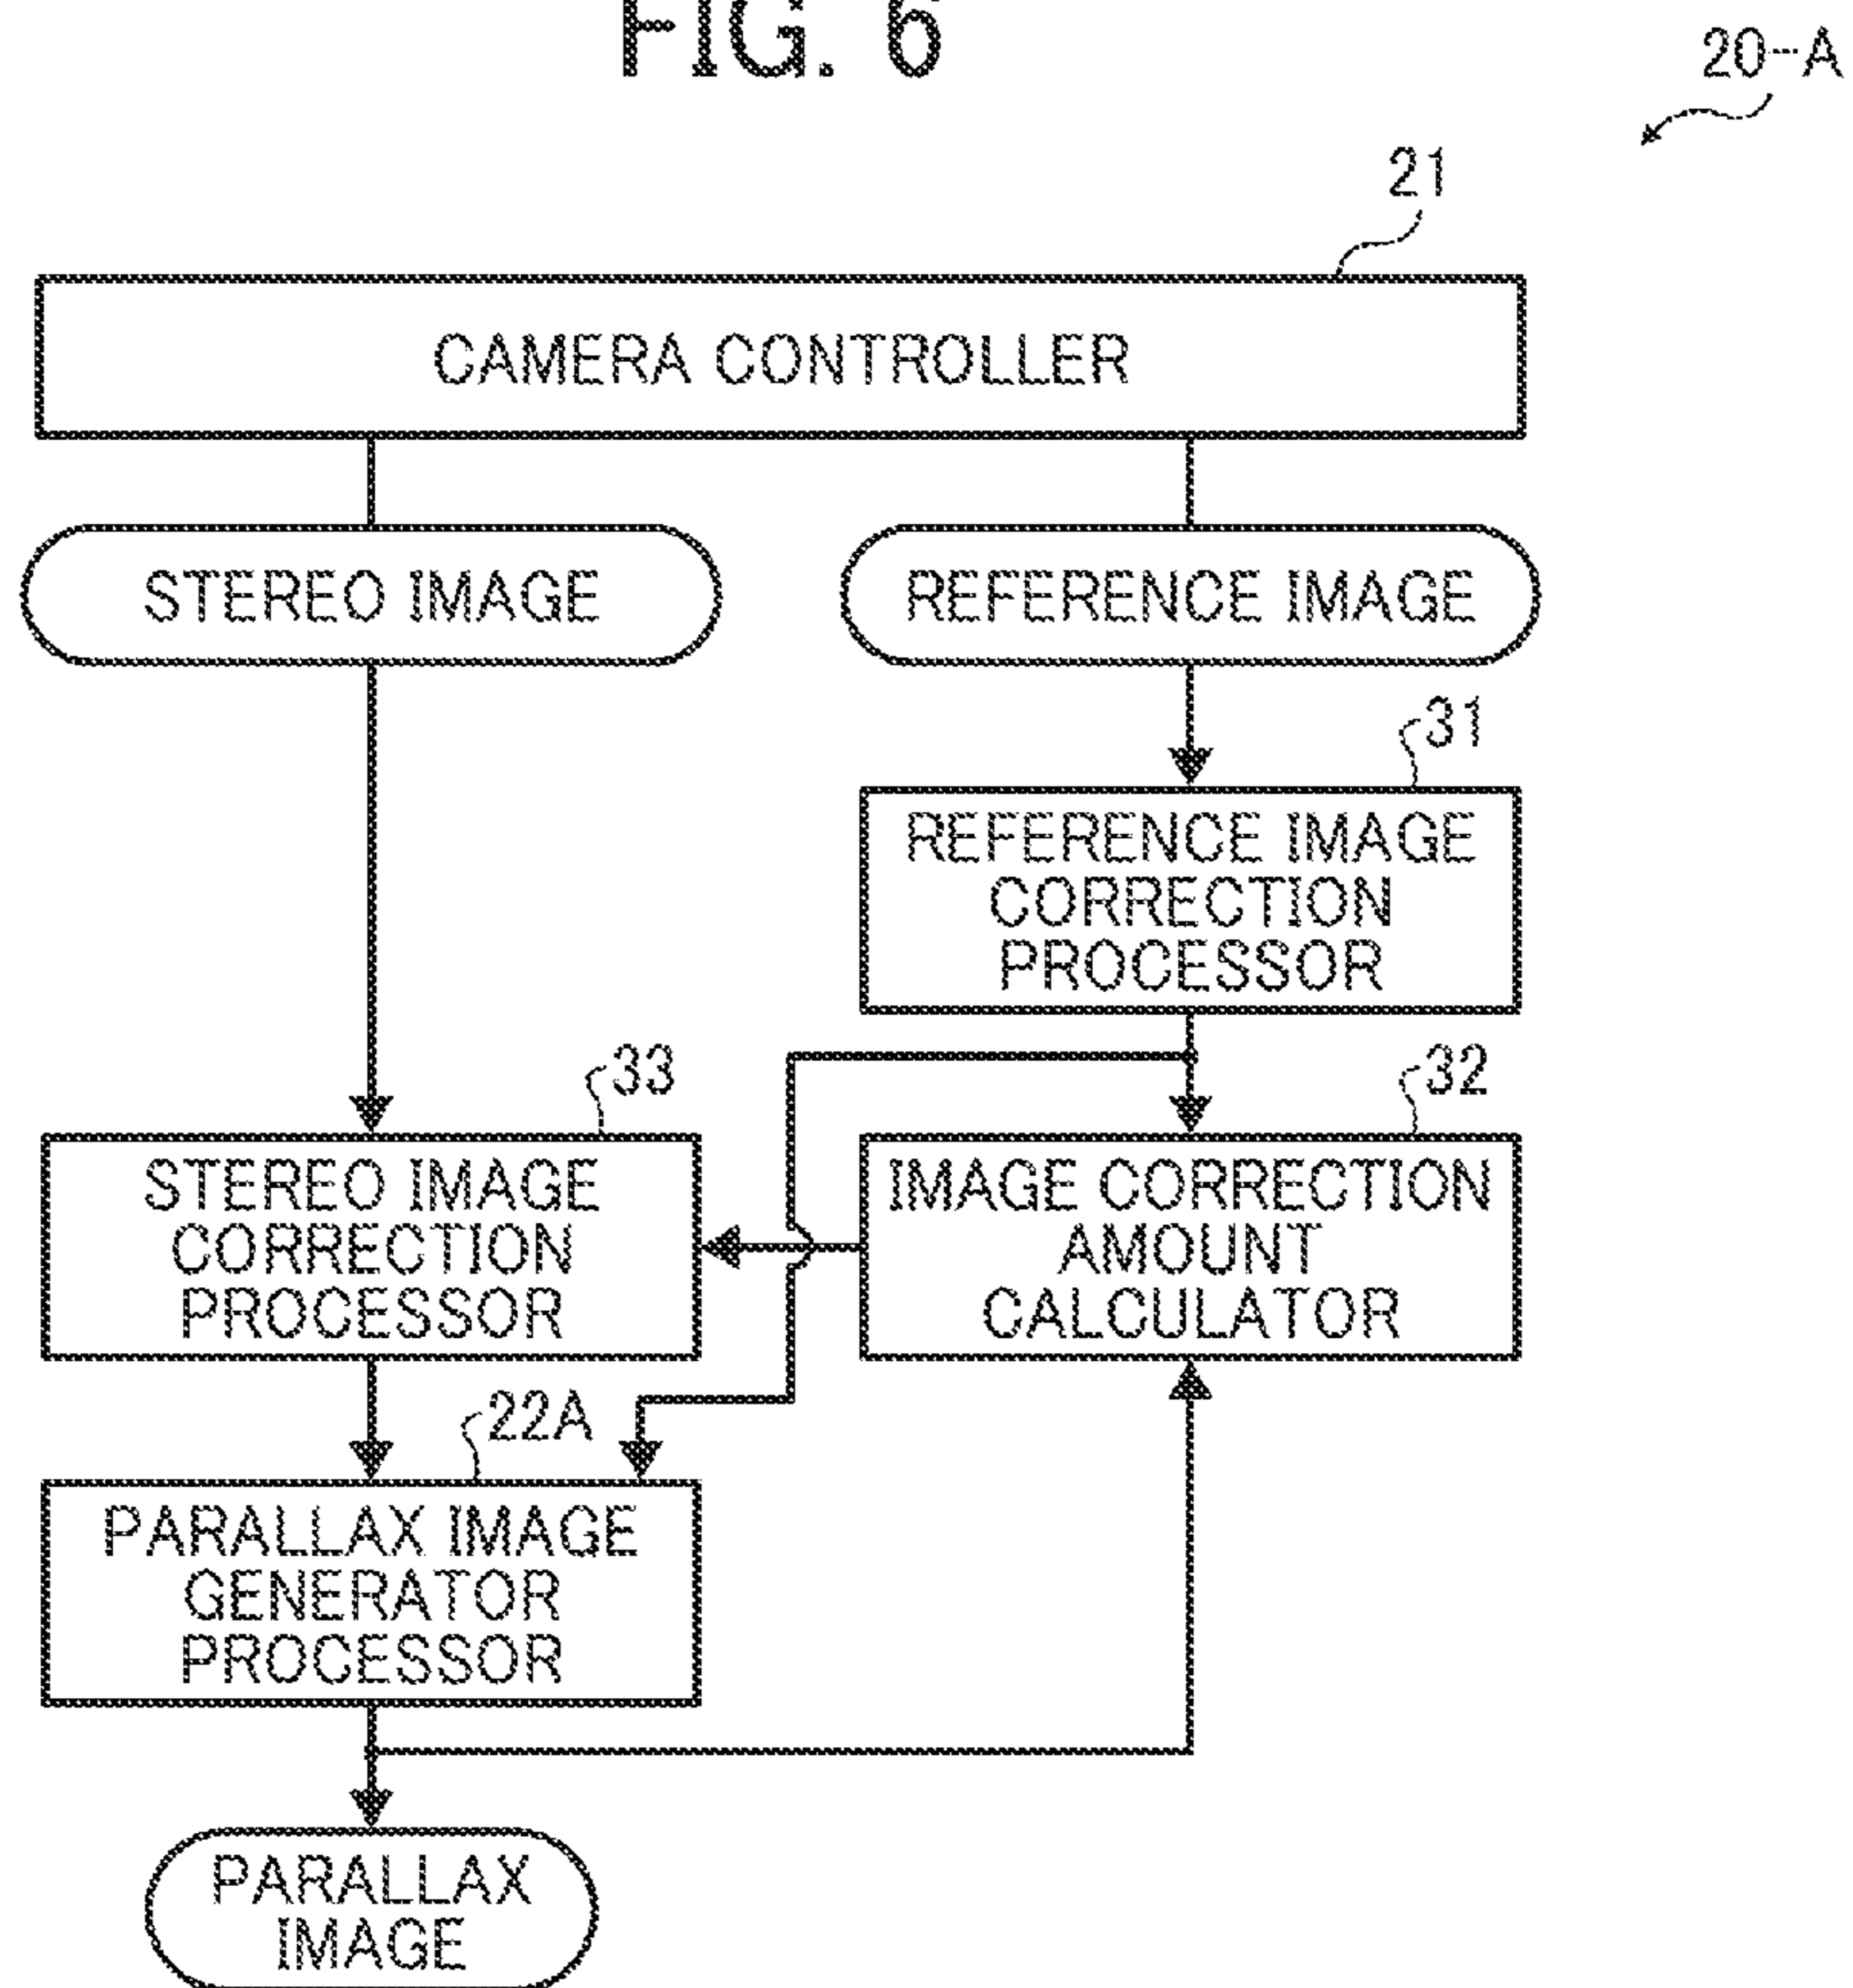 FIG. 6
20-A
21
CAMERA CONTROLLER
STEREO IMAGE
REFERENCE IMAGE
31
REFERENCE IMAGE
CORRECTION
PROCESSOR
33
STEREO IMAGE
CORRECTION
PROCESSOR
32
IMAGE CORRECTION
AMOUNT
CALCULATOR
22A
PARALLAX IMAGE
GENERATOR
PROCESSOR
PARALLAX
IMAGE